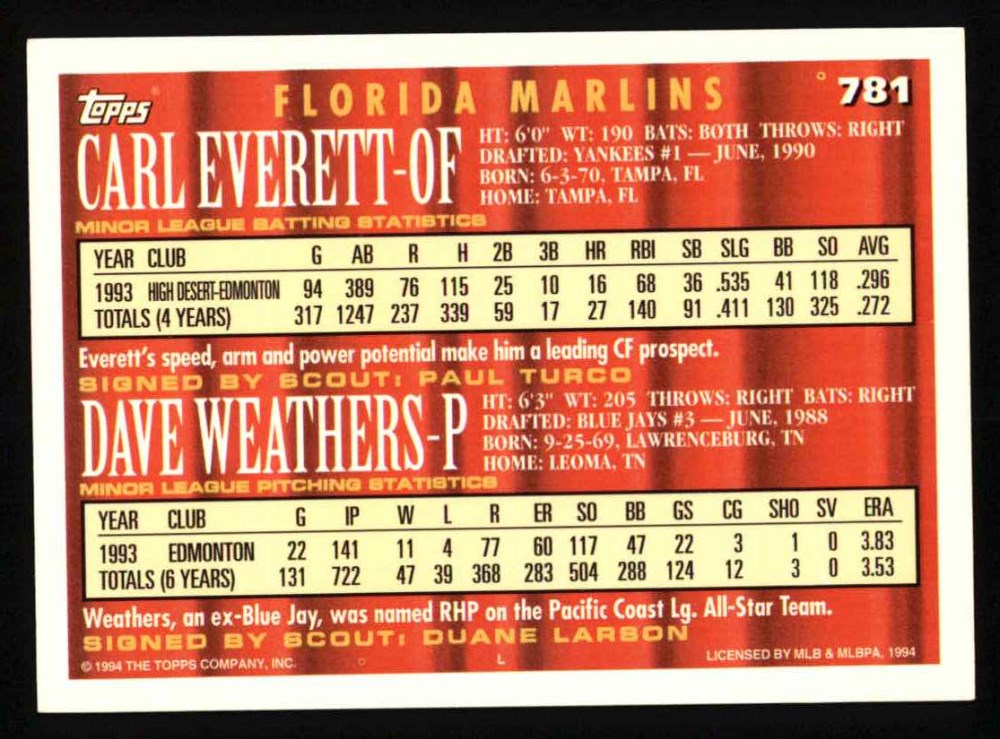 topps® FLORIDA MARLINS 781
CARL EVERETT-OF
HT: 6'0" WT: 190 BATS: BOTH THROWS: RIGHT
DRAFTED: YANKEES #1 — JUNE, 1990
BORN: 6-3-70, TAMPA, FL
HOME: TAMPA, FL
MINOR LEAGUE BATTING STATISTICS
YEAR CLUB G AB R H 2B 3B HR RBI SB SLG BB SO AVG
1993 HIGH DESERT-EDMONTON 94 389 76 115 25 10 16 68 36 .535 41 118 .296
TOTALS (4 YEARS) 317 1247 237 339 59 17 27 140 91 .411 130 325 .272
Everett's speed, arm and power potential make him a leading CF prospect.
SIGNED BY SCOUT: PAUL TURCO
DAVE WEATHERS-P
HT: 6'3" WT: 205 THROWS: RIGHT BATS: RIGHT
DRAFTED: BLUE JAYS #3 — JUNE, 1988
BORN: 9-25-69, LAWRENCEBURG, TN
HOME: LEOMA, TN
MINOR LEAGUE PITCHING STATISTICS
YEAR CLUB G IP W L R ER SO BB GS CG SHO SV ERA
1993 EDMONTON 22 141 11 4 77 60 117 47 22 3 1 0 3.83
TOTALS (6 YEARS) 131 722 47 39 368 283 504 288 124 12 3 0 3.53
Weathers, an ex-Blue Jay, was named RHP on the Pacific Coast Lg. All-Star Team.
SIGNED BY SCOUT: DUANE LARSON
© 1994 THE TOPPS COMPANY, INC. L LICENSED BY MLB & MLBPA, 1994